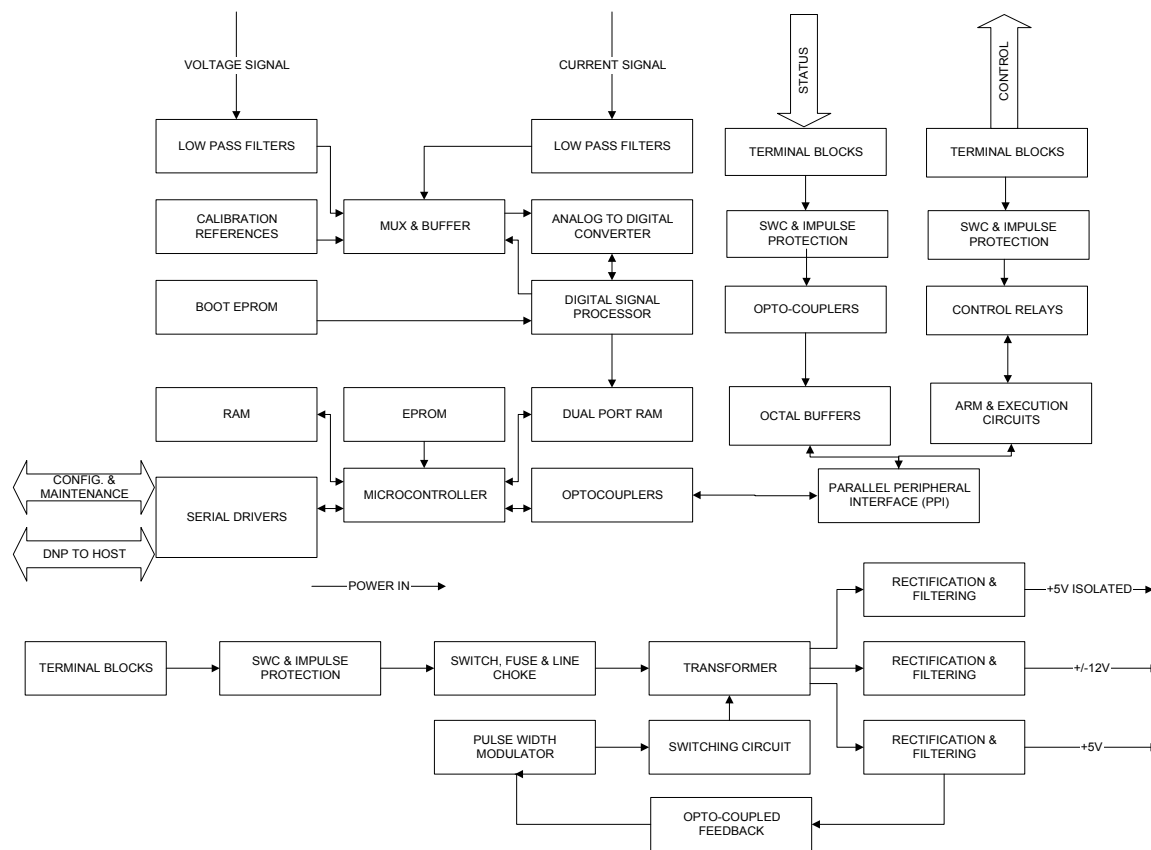 VOLTAGE SIGNAL
CURRENT SIGNAL
STATUS
CONTROL
LOW PASS FILTERS
LOW PASS FILTERS
TERMINAL BLOCKS
TERMINAL BLOCKS
CALIBRATION
REFERENCES
MUX & BUFFER
ANALOG TO DIGITAL
CONVERTER
SWC & IMPULSE
PROTECTION
SWC & IMPULSE
PROTECTION
BOOT EPROM
DIGITAL SIGNAL
PROCESSOR
OPTO-COUPLERS
CONTROL RELAYS
RAM
EPROM
DUAL PORT RAM
OCTAL BUFFERS
ARM & EXECUTION
CIRCUITS
CONFIG. &
MAINTENANCE
SERIAL DRIVERS
MICROCONTROLLER
OPTOCOUPLERS
PARALLEL PERIPHERAL
INTERFACE (PPI)
DNP TO HOST
POWER IN
RECTIFICATION &
FILTERING
+5V ISOLATED
TERMINAL BLOCKS
SWC & IMPULSE
PROTECTION
SWITCH, FUSE & LINE
CHOKE
TRANSFORMER
RECTIFICATION &
FILTERING
+/-12V
PULSE WIDTH
MODULATOR
SWITCHING CIRCUIT
RECTIFICATION &
FILTERING
+5V
OPTO-COUPLED
FEEDBACK